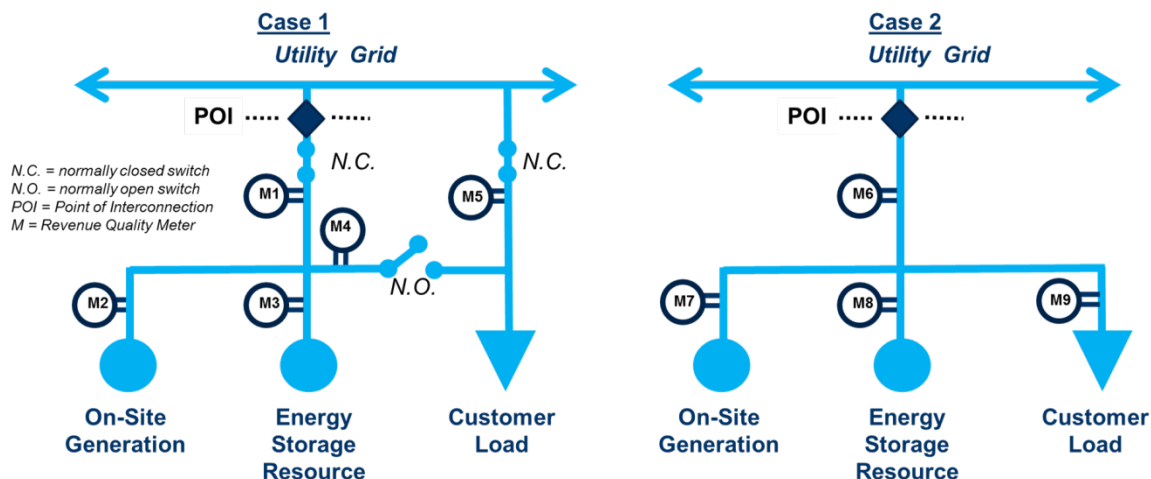 Case 1
Utility Grid
POI
N.C.
N.C.
N.C. = normally closed switch
N.O. = normally open switch
POI = Point of Interconnection
M = Revenue Quality Meter
M1
M5
M4
N.O.
M2
M3
On-Site
Generation
Energy
Storage
Resource
Customer
Load
Case 2
Utility Grid
POI
M6
M7
M8
M9
On-Site
Generation
Energy
Storage
Resource
Customer
Load